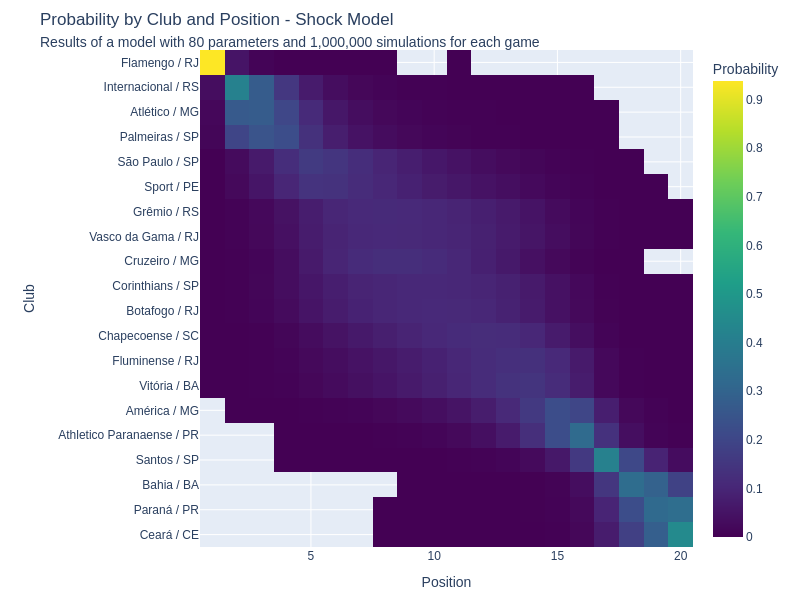 Probability by Club and Position - Shock Model
Results of a model with 80 parameters and 1,000,000 simulations for each game
Probability
Club
Flamengo / RJ
Internacional / RS
Atlético / MG
Palmeiras / SP
São Paulo / SP
Sport / PE
Grêmio / RS
Vasco da Gama / RJ
Cruzeiro / MG
Corinthians / SP
Botafogo / RJ
Chapecoense / SC
Fluminense / RJ
Vitória / BA
América / MG
Athletico Paranaense / PR
Santos / SP
Bahia / BA
Paraná / PR
Ceará / CE
0.9
0.8
0.7
0.6
0.5
0.4
0.3
0.2
0.1
0
5
10
15
20
Position